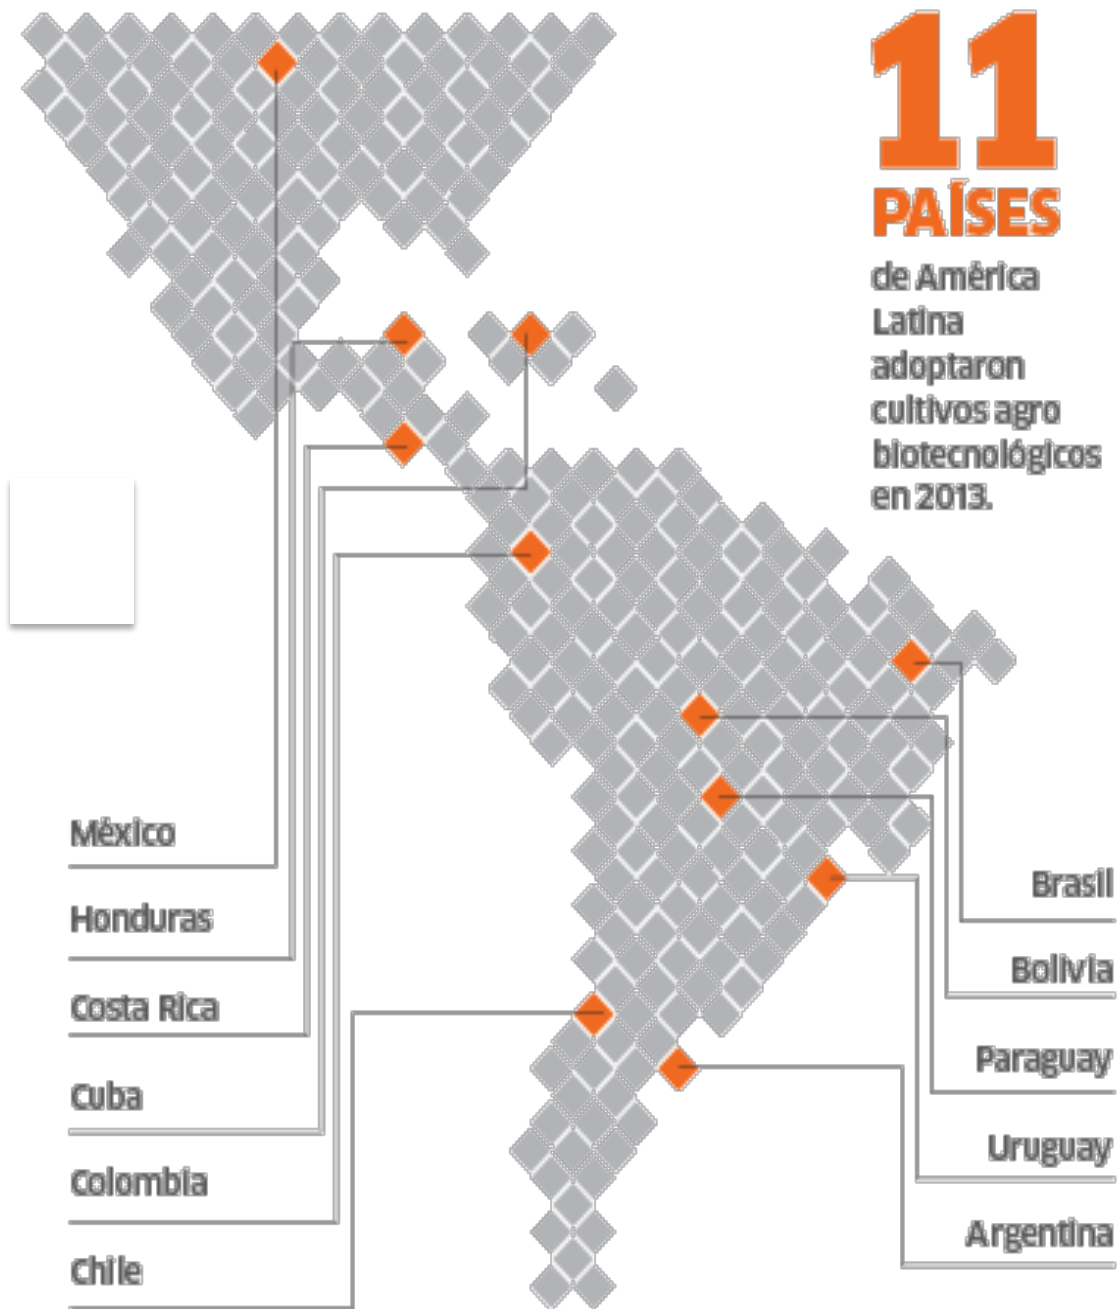 11
PAÍSES
de América
Latina
adoptaron
cultivos agro
biotecnológicos
en 2013.
México
Honduras
Costa Rica
Cuba
Colombia
Chile
Brasil
Bolivia
Paraguay
Uruguay
Argentina